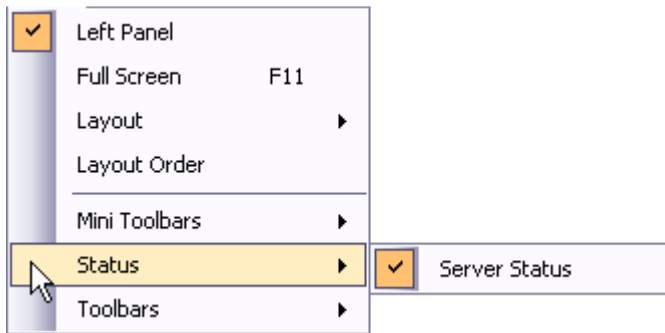 Left Panel
Full Screen F11
Layout
Layout Order
Mini Toolbars
Status
Server Status
Toolbars